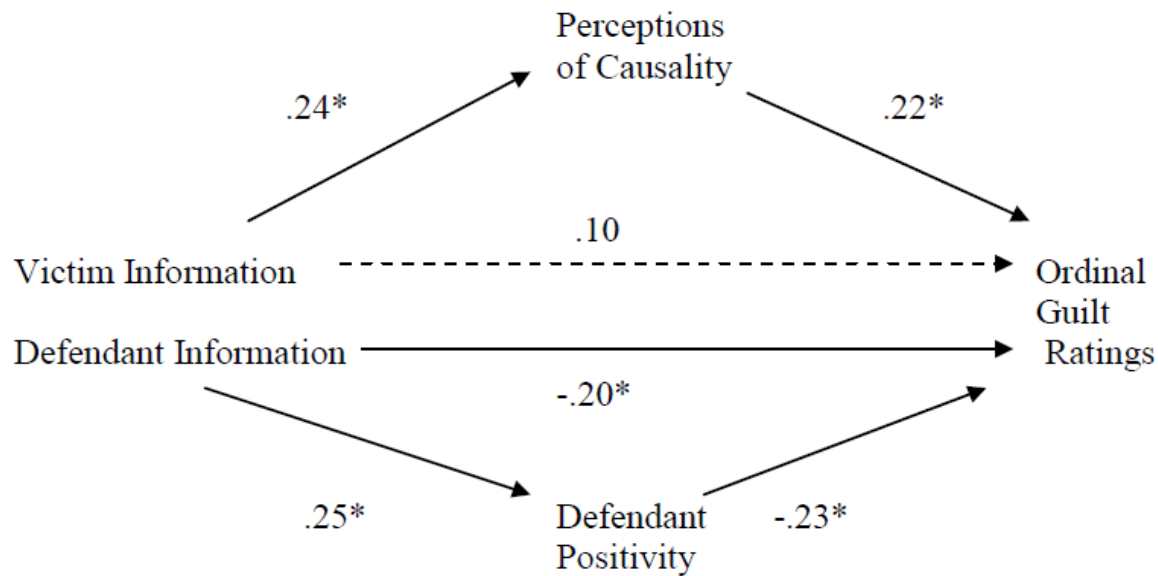 Perceptions
of Causality
.24*
.22*
.10
Victim Information
Ordinal
Guilt
Ratings
Defendant Information
-.20*
.25*
Defendant
Positivity
-.23*